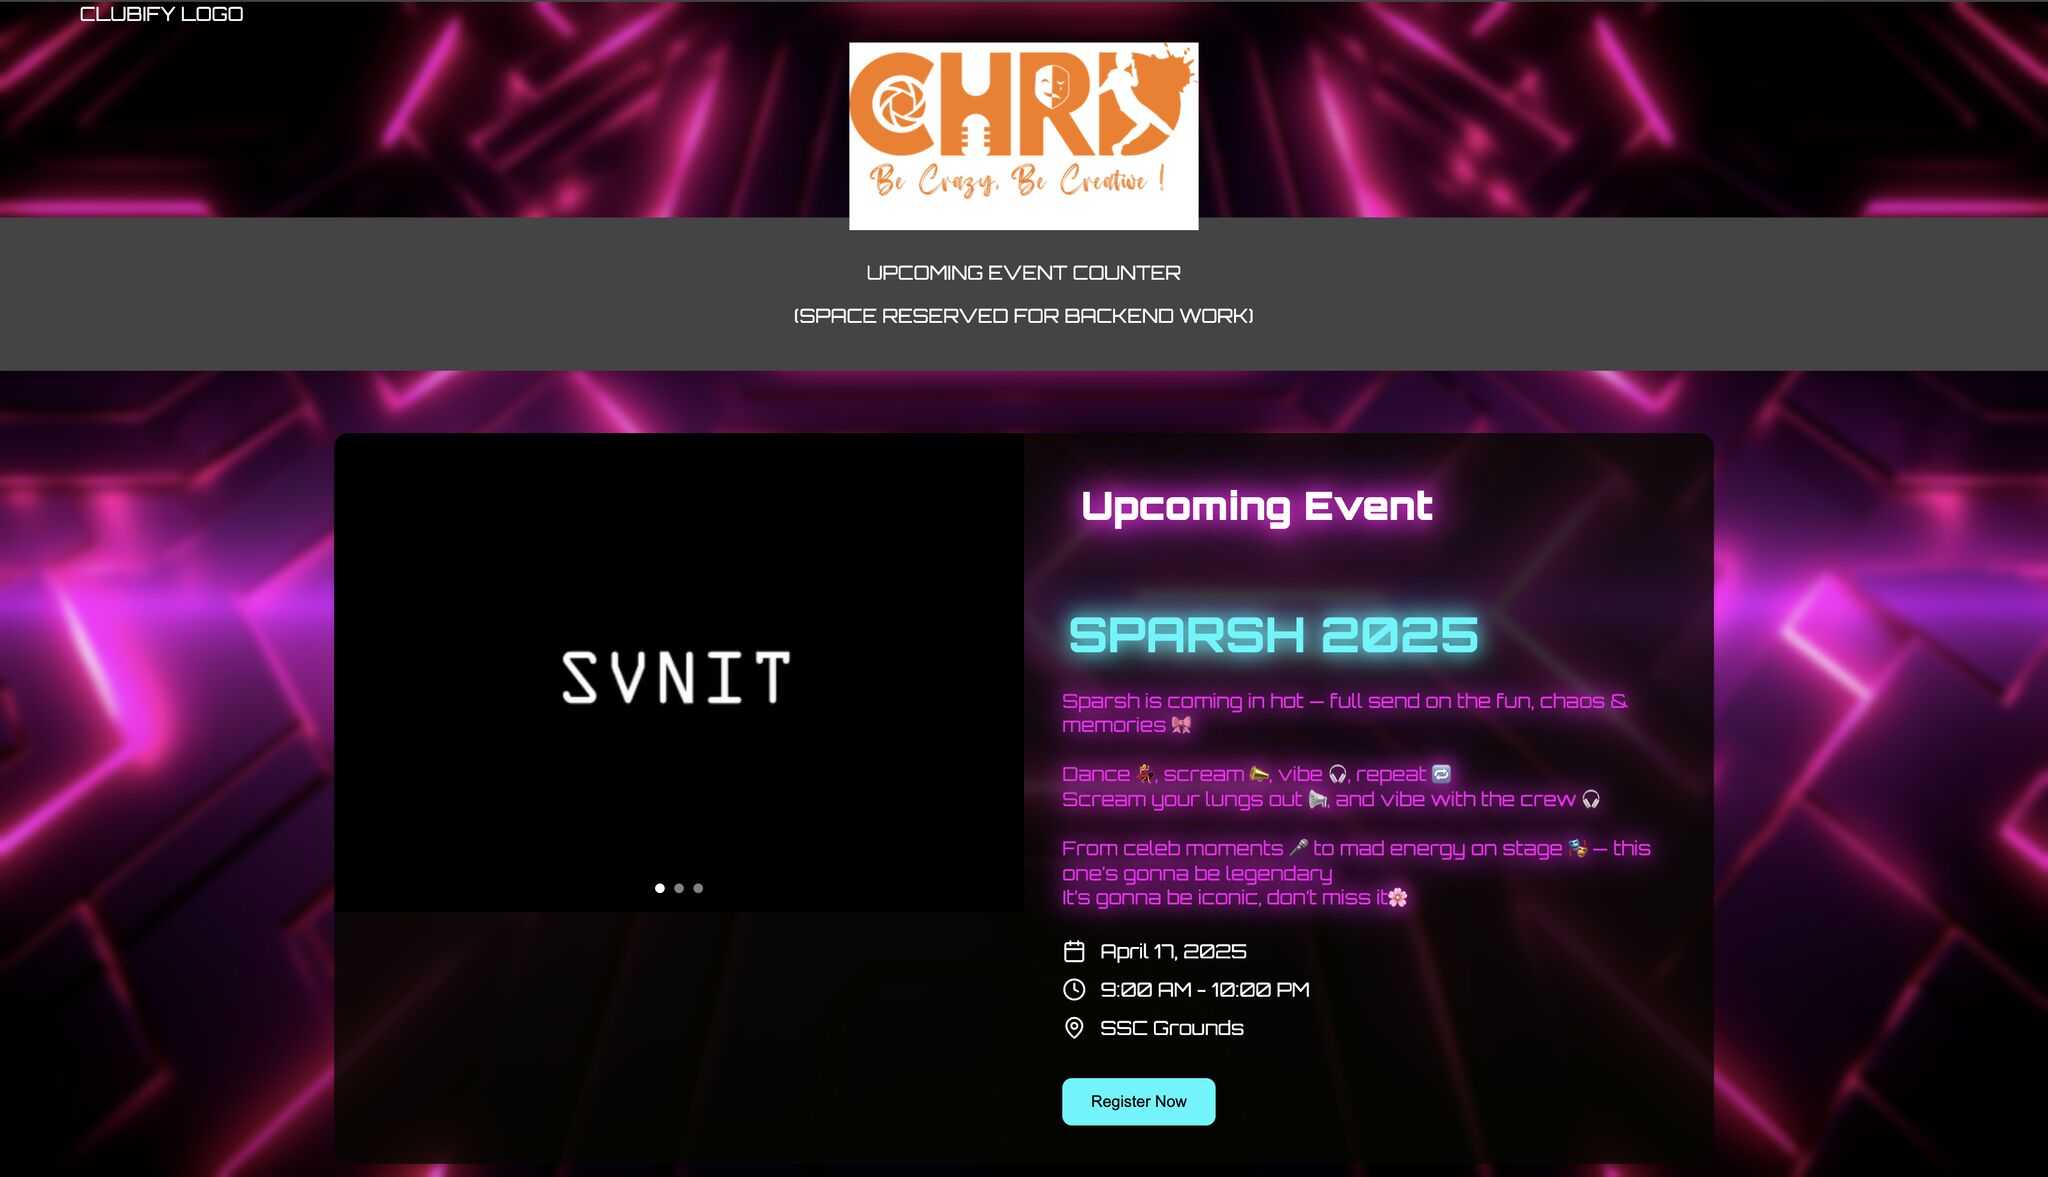 CLUBIFY LOGO
CHRD
Be Crazy, Be Creative !
UPCOMING EVENT COUNTER
(SPACE RESERVED FOR BACKEND WORK)
SVNIT
Upcoming Event
SPARSH 2025
Sparsh is coming in hot — full send on the fun, chaos &
memories 🎀
Dance 💃, scream 📣, vibe 🎧, repeat 🔁
Scream your lungs out 📢, and vibe with the crew 🎧
From celeb moments 🎤 to mad energy on stage 🎭 — this
one's gonna be legendary
It's gonna be iconic, don't miss it🌸
April 17, 2025
9:00 AM - 10:00 PM
SSC Grounds
Register Now